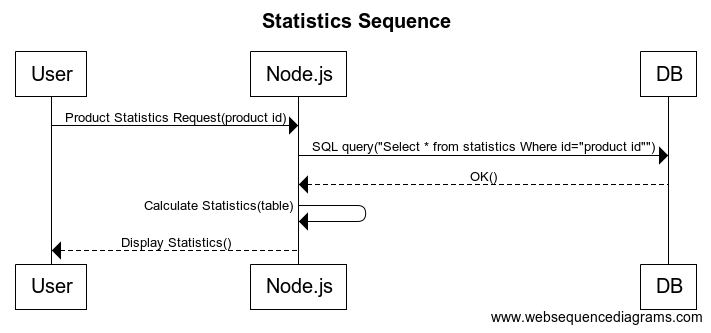 Statistics Sequence
User
Node.js
DB
Product Statistics Request(product id)
SQL query("Select * from statistics Where id="product id"")
OK()
Calculate Statistics(table)
Display Statistics()
User
Node.js
DB
www.websequencediagrams.com